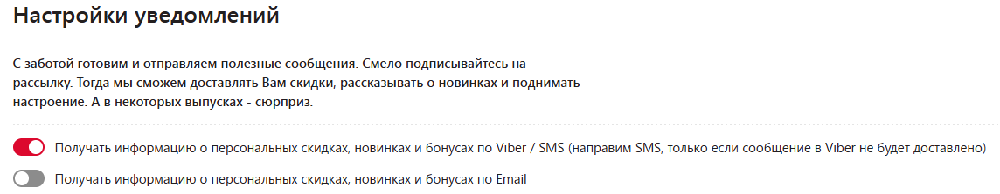 Настройки уведомлений
С заботой готовим и отправляем полезные сообщения. Смело подписывайтесь на
рассылку. Тогда мы сможем доставлять Вам скидки, рассказывать о новинках и поднимать
настроение. А в некоторых выпусках - сюрприз.
Получать информацию о персональных скидках, новинках и бонусах по Viber / SMS (направим SMS, только если сообщение в Viber не будет доставлено)
Получать информацию о персональных скидках, новинках и бонусах по Email